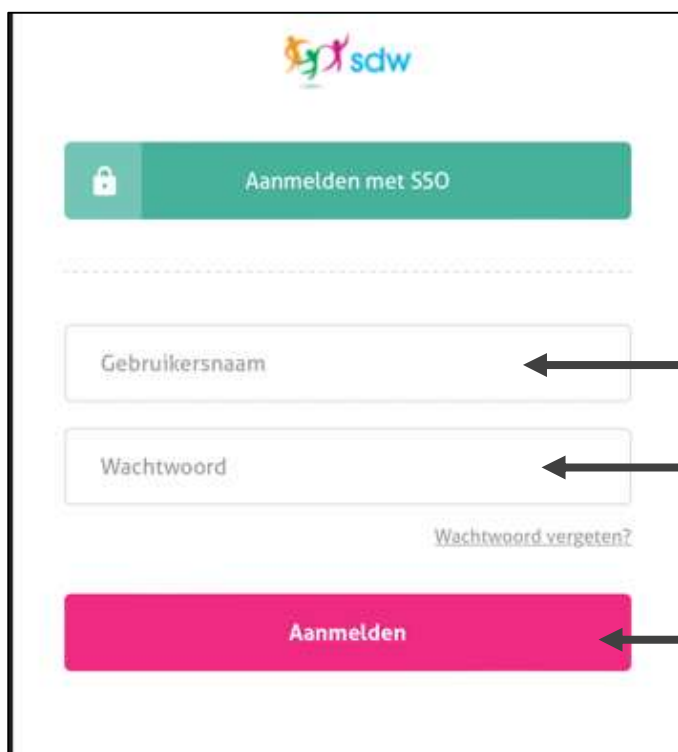 sdw
Aanmelden met SSO
Gebruikersnaam
Wachtwoord
Wachtwoord vergeten?
Aanmelden